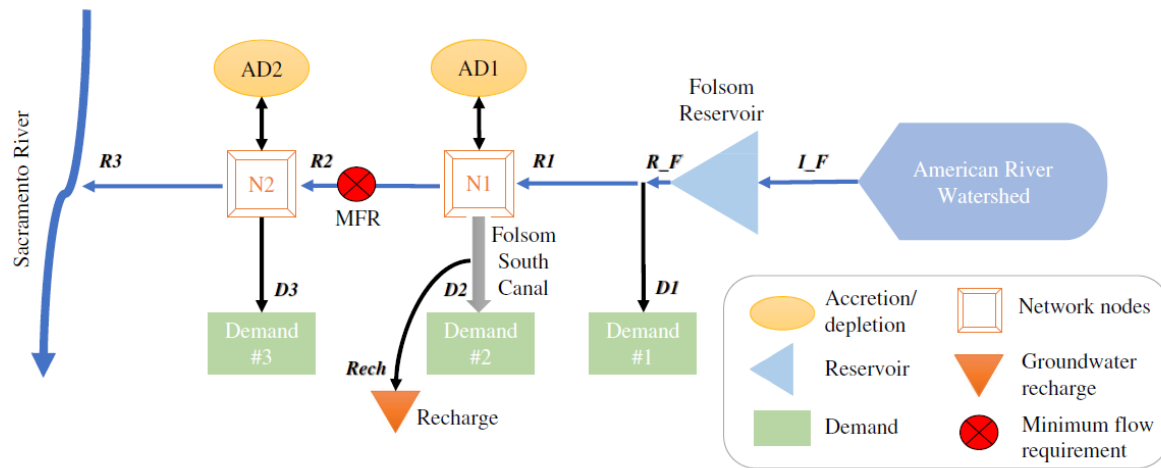 AD2
AD1
Folsom
Reservoir
Sacramento River
R3
R2
R1
R_F
I_F
N2
N1
American River
Watershed
MFR
Folsom
South
Canal
D3
D2
D1
Demand
#3
Demand
#2
Demand
#1
Rech
Recharge
Accretion/
depletion
Network nodes
Reservoir
Groundwater
recharge
Demand
Minimum flow
requirement